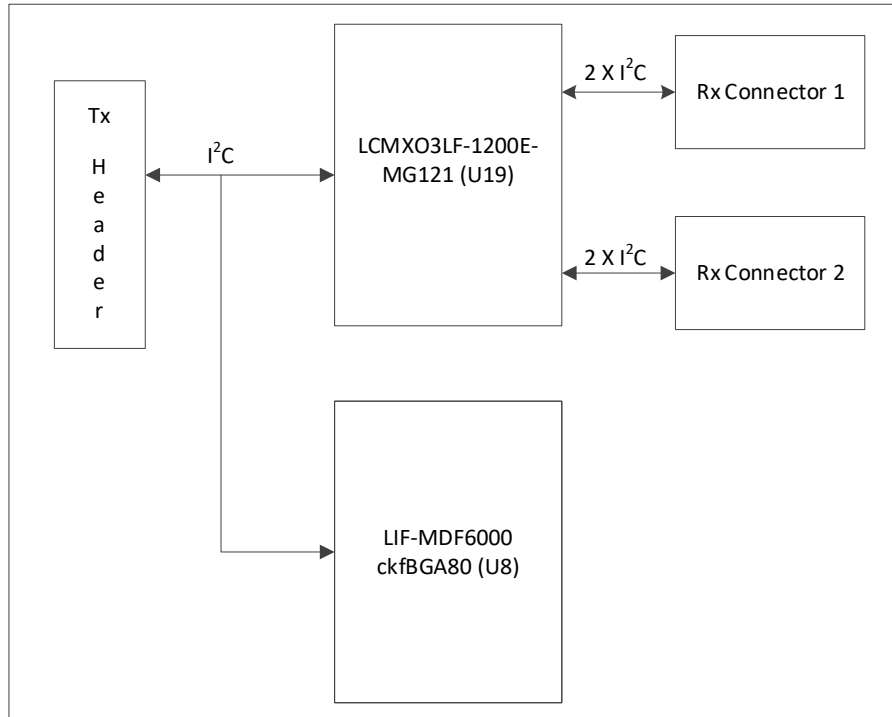 Tx
H
e
a
d
e
r
I²C
LCMXO3LF-1200E-
MG121 (U19)
2 X I²C
Rx Connector 1
2 X I²C
Rx Connector 2
LIF-MDF6000
ckfBGA80 (U8)